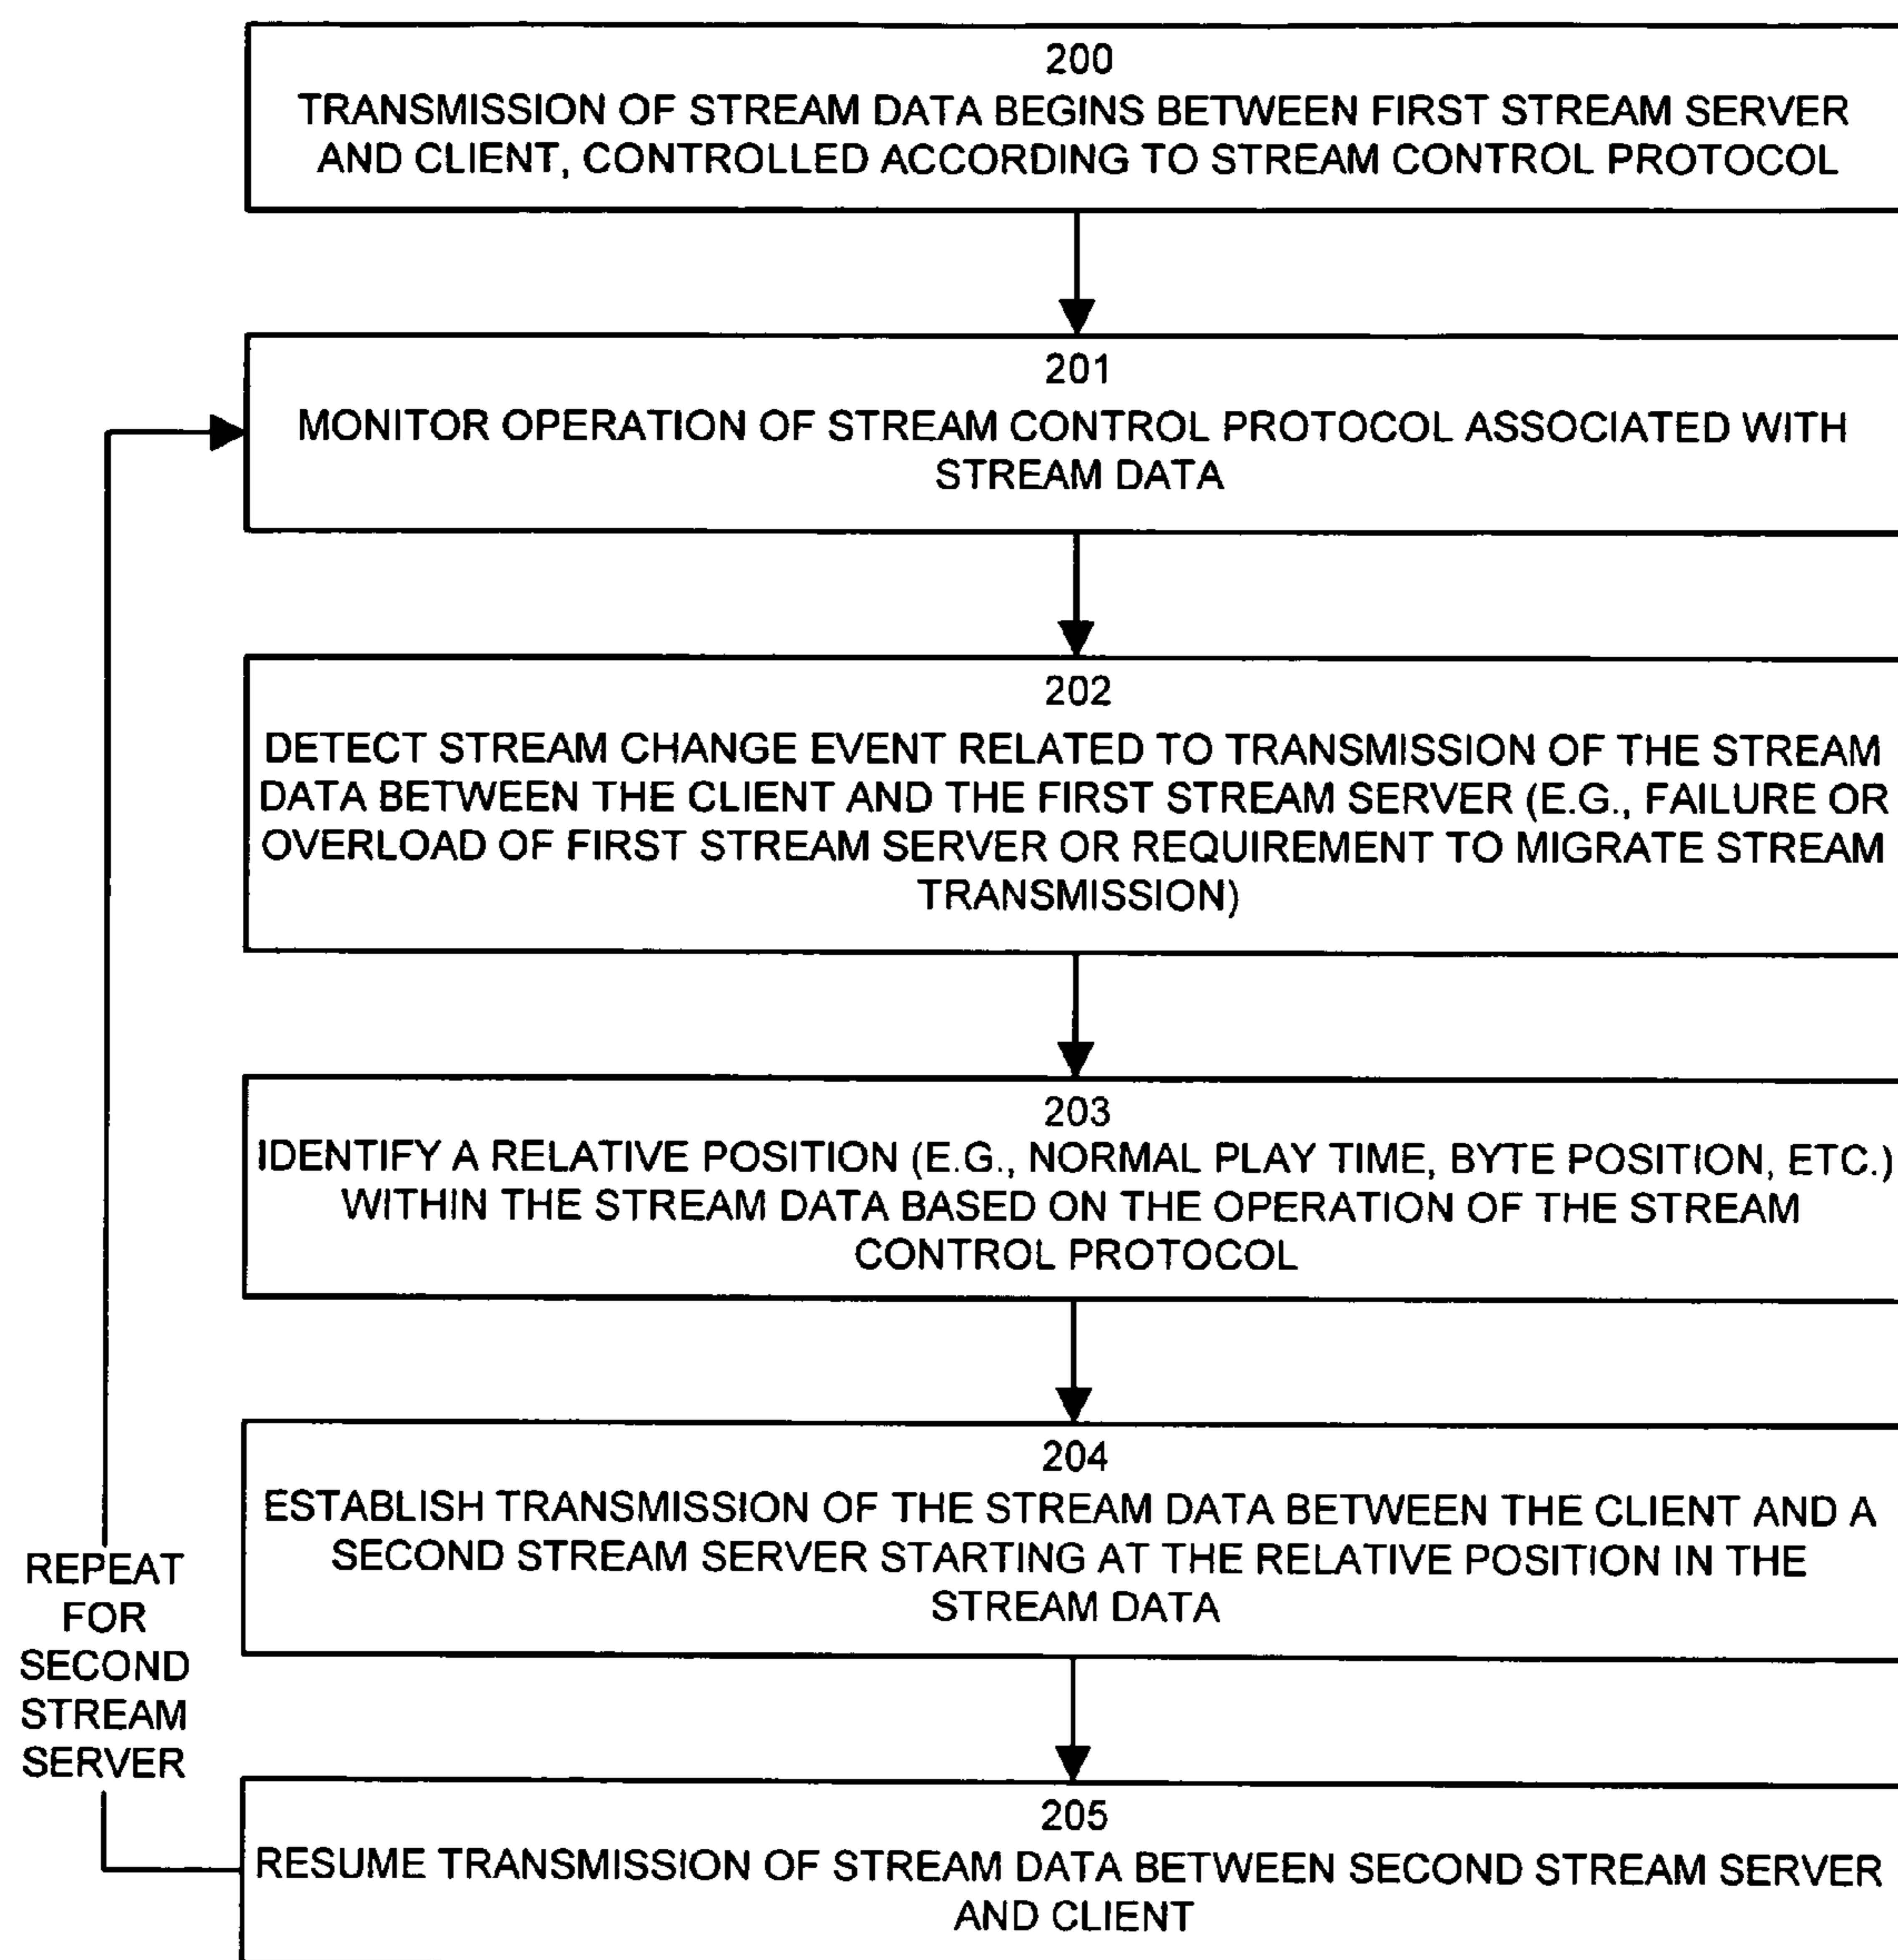 200
TRANSMISSION OF STREAM DATA BEGINS BETWEEN FIRST STREAM SERVER
AND CLIENT, CONTROLLED ACCORDING TO STREAM CONTROL PROTOCOL
201
MONITOR OPERATION OF STREAM CONTROL PROTOCOL ASSOCIATED WITH
STREAM DATA
202
DETECT STREAM CHANGE EVENT RELATED TO TRANSMISSION OF THE STREAM
DATA BETWEEN THE CLIENT AND THE FIRST STREAM SERVER (E.G., FAILURE OR
OVERLOAD OF FIRST STREAM SERVER OR REQUIREMENT TO MIGRATE STREAM
TRANSMISSION)
203
IDENTIFY A RELATIVE POSITION (E.G., NORMAL PLAY TIME, BYTE POSITION, ETC.)
WITHIN THE STREAM DATA BASED ON THE OPERATION OF THE STREAM
CONTROL PROTOCOL
204
ESTABLISH TRANSMISSION OF THE STREAM DATA BETWEEN THE CLIENT AND A
SECOND STREAM SERVER STARTING AT THE RELATIVE POSITION IN THE
STREAM DATA
REPEAT
FOR
SECOND
STREAM
SERVER
205
RESUME TRANSMISSION OF STREAM DATA BETWEEN SECOND STREAM SERVER
AND CLIENT